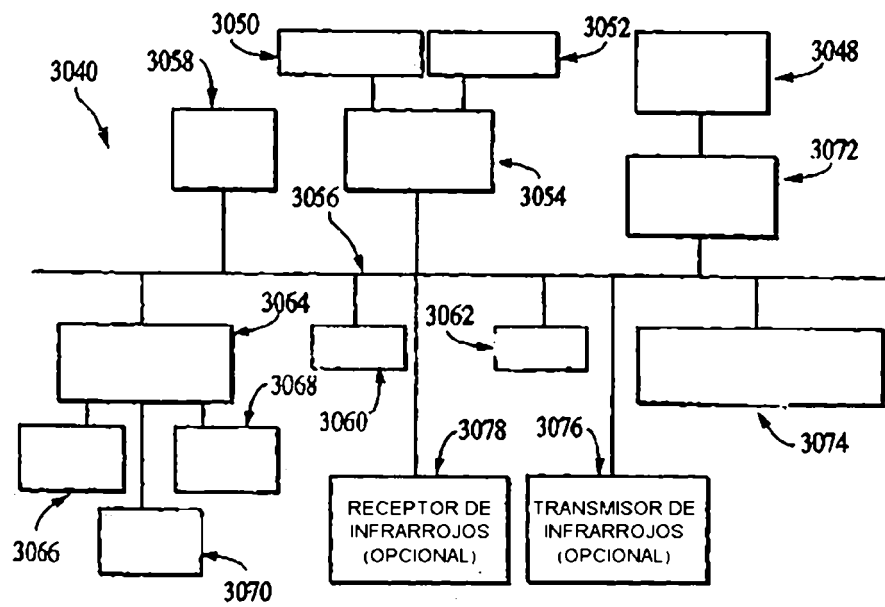 3050
3052
3058
3048
3040
3072
3054
3056
3064
3062
3068
3060
3078
3076
3074
RECEPTOR DE
INFRARROJOS
(OPCIONAL)
TRANSMISOR DE
INFRARROJOS
(OPCIONAL)
3066
3070